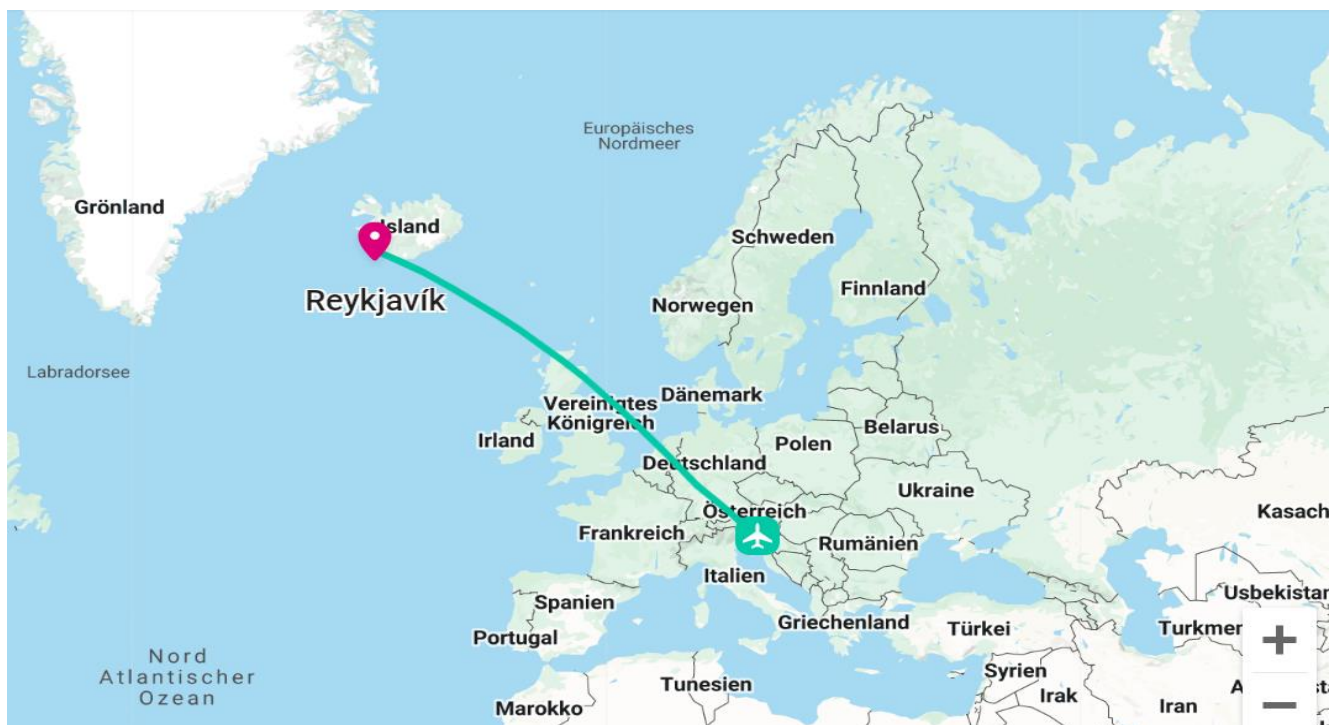 Europäisches
Nordmeer
Grönland
Island
Schweden
Finnland
Reykjavík
Norwegen
Labradorsee
Dänemark
Vereinigtes
Königreich
Belarus
Irland
Polen
Deutschland
Ukraine
Österreich
Kasach
Frankreich
Rumänien
Italien
Usbekistan
Spanien
Griechenland
Türkei
Turkmen
Portugal
+
Nord
Atlantischer
Ozean
Syrien
Tunesien
Irak
Iran
Marokko
−